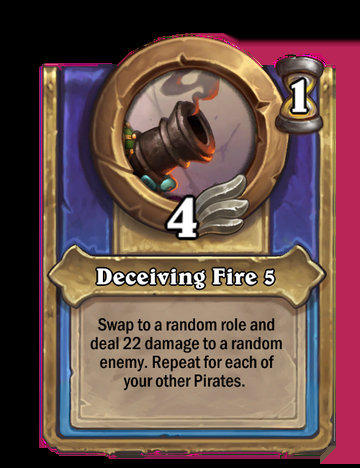 1
4
Deceiving Fire 5
Swap to a random role and
deal 22 damage to a random
enemy. Repeat for each of
your other Pirates.